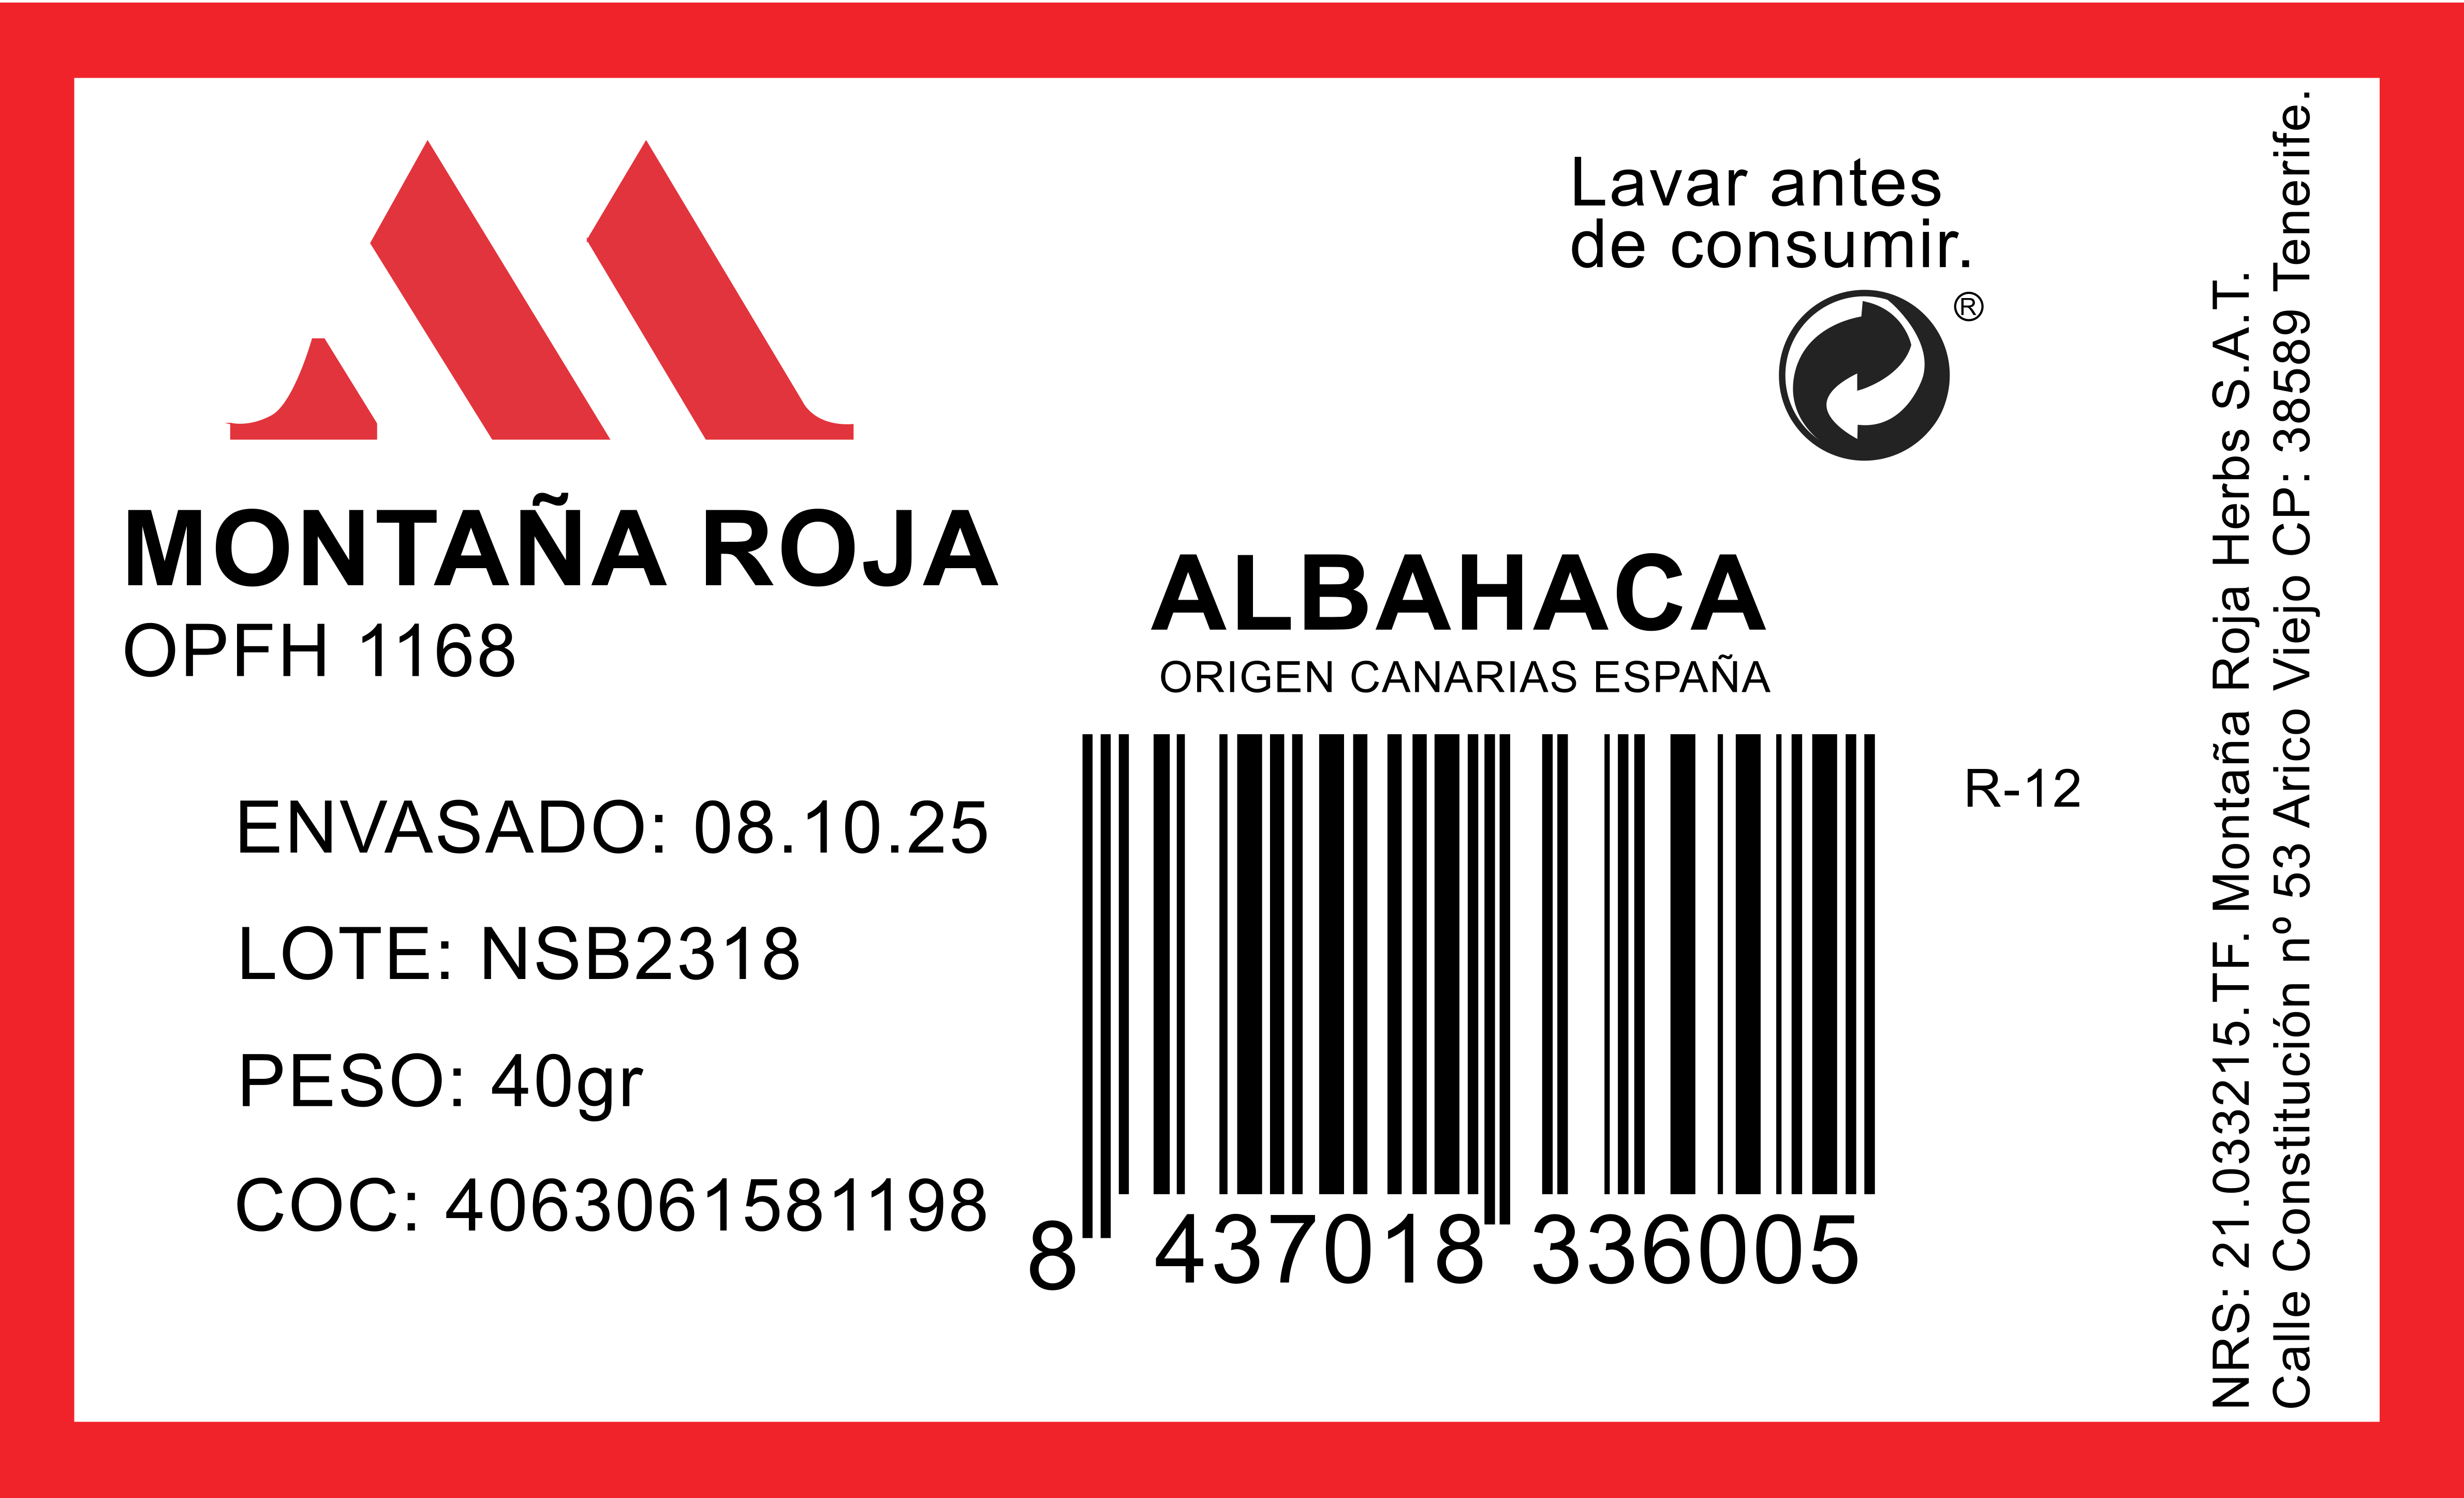 MONTAÑA ROJA
OPFH 1168
ENVASADO: 08.10.25
LOTE: NSB2318
PESO: 40gr
COC: 4063061581198
Lavar antes
de consumir.
®
ALBAHACA
ORIGEN CANARIAS ESPAÑA
R-12
8 437018 336005
NRS: 21.033215.TF. Montaña Roja Herbs S.A.T.
Calle Constitución nº 53 Arico Viejo CP: 38589 Tenerife.